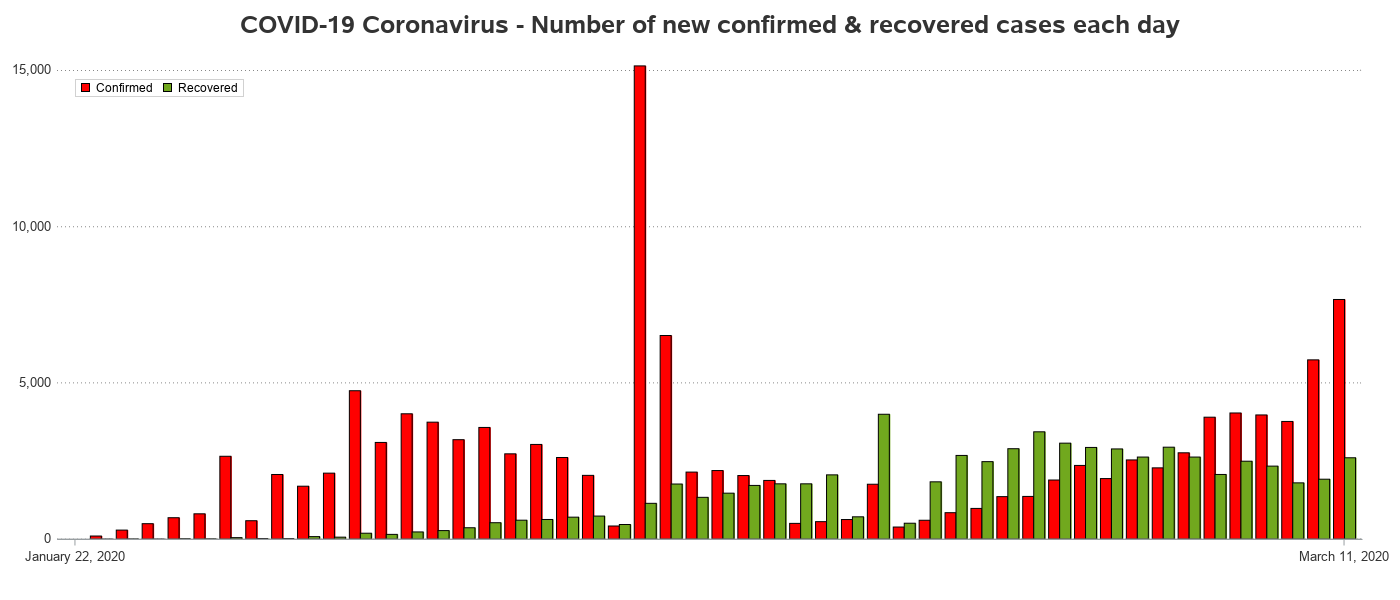 COVID-19 Coronavirus - Number of new confirmed & recovered cases each day
15,000
Confirmed Recovered
10,000
5,000
0
January 22, 2020 March 11, 2020